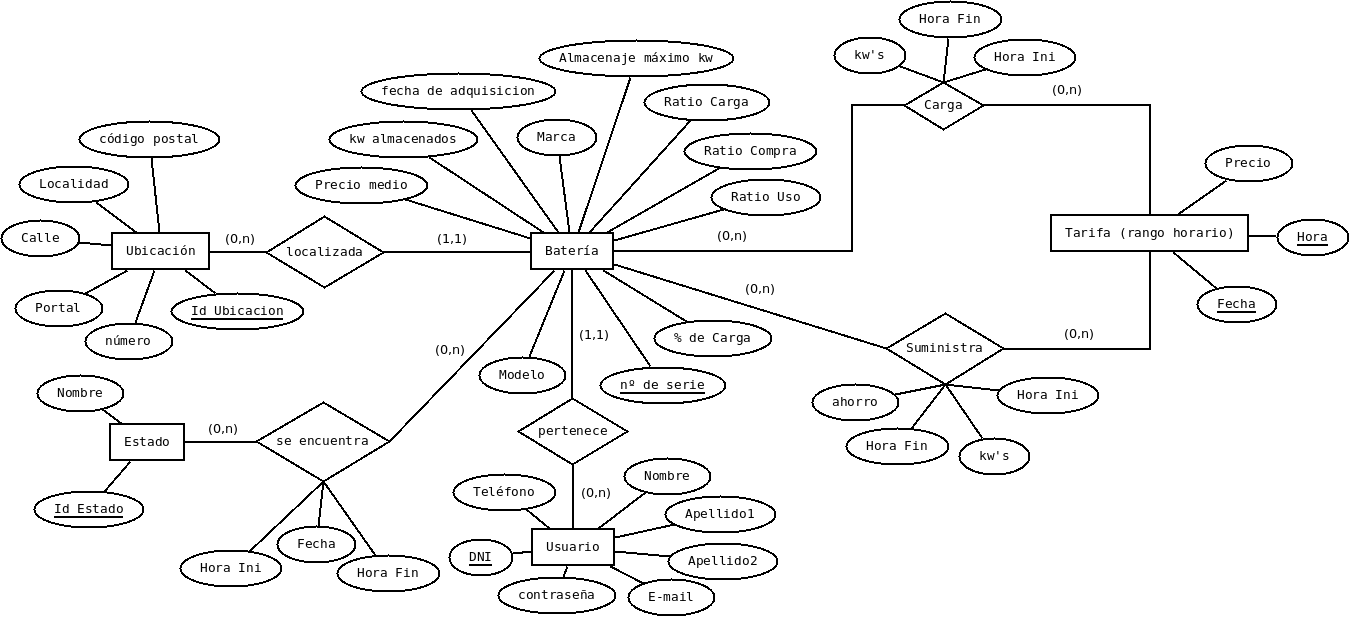 Hora Fin
kw's
Hora Ini
Almacenaje máximo kw
fecha de adquisicion
Ratio Carga
Carga
(0,n)
código postal
kw almacenados
Marca
Ratio Compra
Precio
Localidad
Precio medio
Ratio Uso
Calle
Ubicación
(0,n)
localizada
(1,1)
Batería
(0,n)
Tarifa (rango horario)
Hora
Portal
Id Ubicacion
(0,n)
Fecha
número
(0,n)
(1,1)
% de Carga
Suministra
(0,n)
Modelo
nº de serie
Nombre
ahorro
Hora Ini
Estado
(0,n)
se encuentra
pertenece
Hora Fin
kw's
Id Estado
Teléfono
(0,n)
Nombre
Apellido1
Hora Ini
Fecha
Hora Fin
DNI
Usuario
Apellido2
contraseña
E-mail